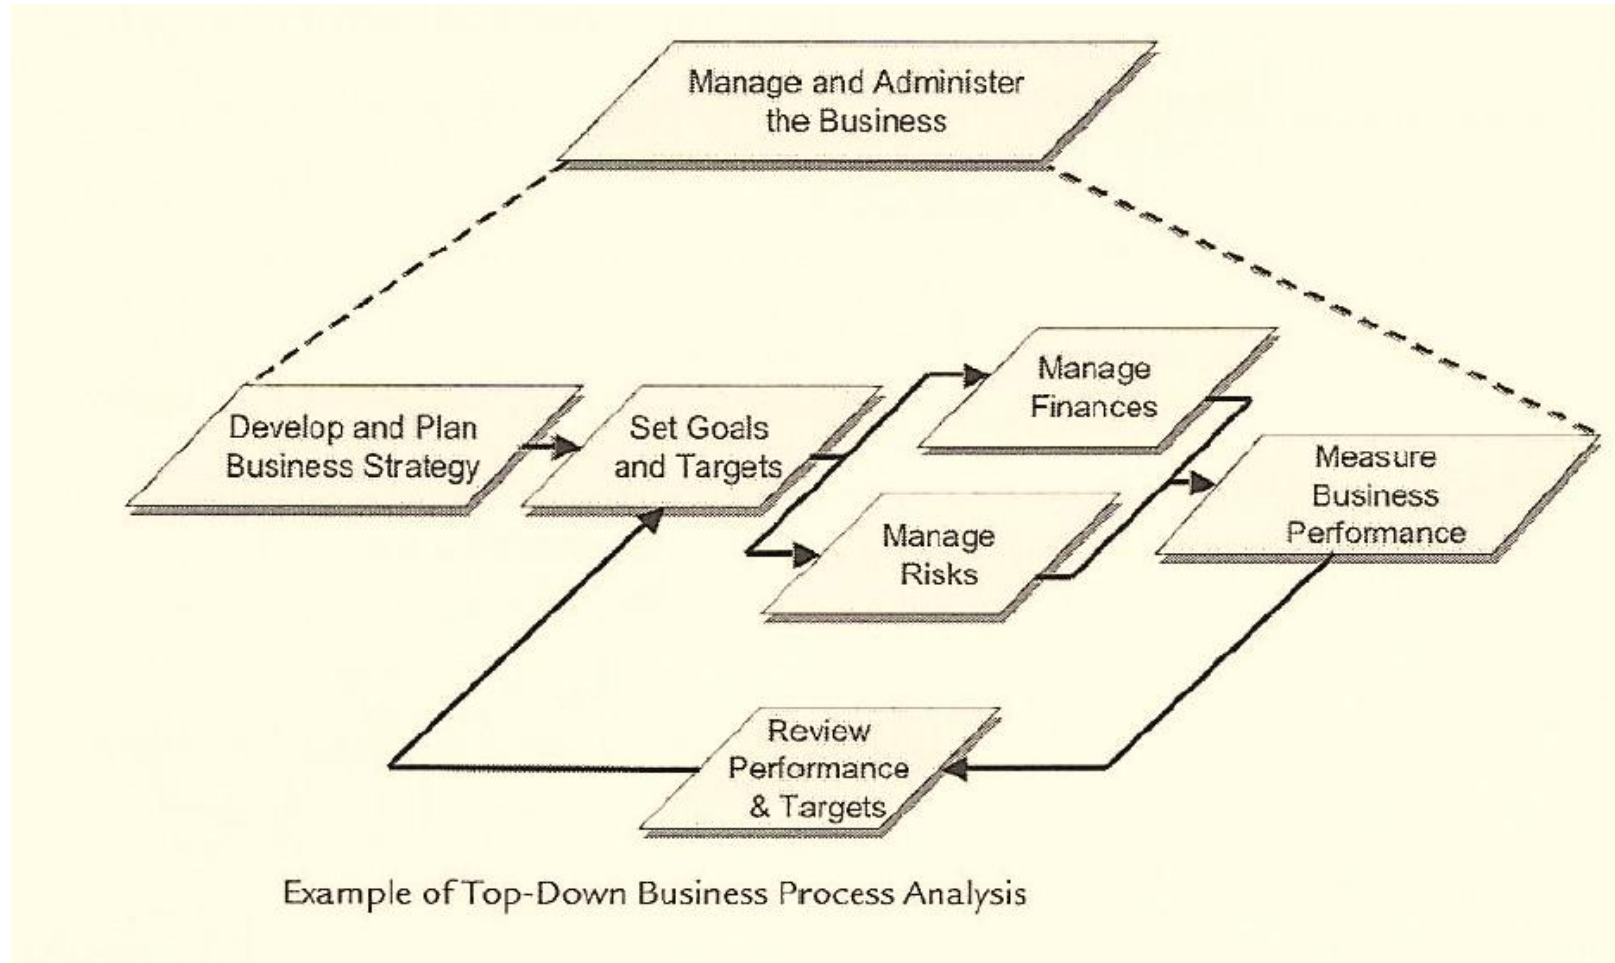 Manage and Administer
the Business
Develop and Plan
Business Strategy
Set Goals
and Targets
Manage
Finances
Manage
Risks
Measure
Business
Performance
Review
Performance
& Targets
Example of Top-Down Business Process Analysis